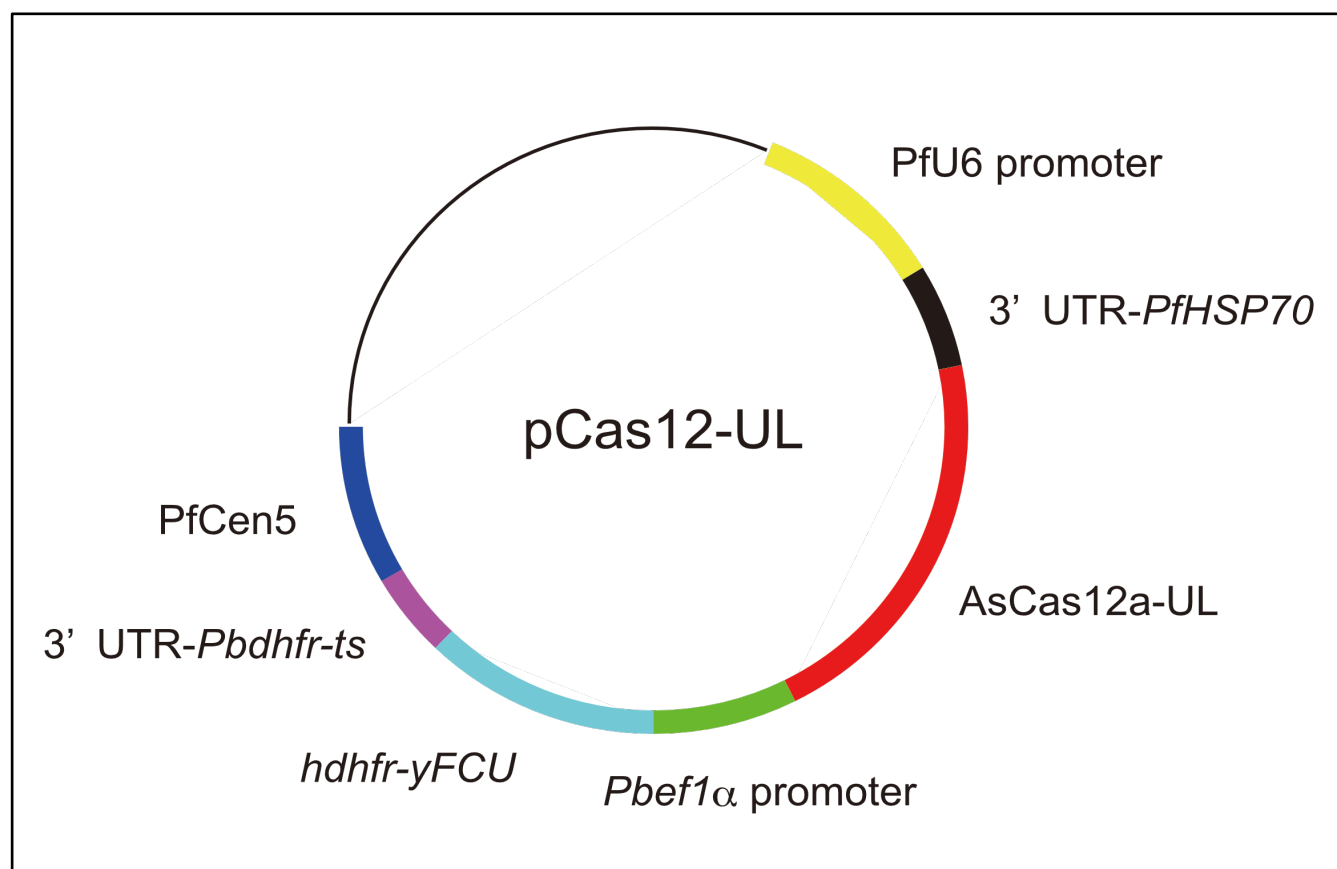 PfU6 promoter
3’ UTR-PfHSP70
pCas12-UL
PfCen5
AsCas12a-UL
3’ UTR-Pbdhfr-ts
hdhfr-yFCU
Pbef1α promoter